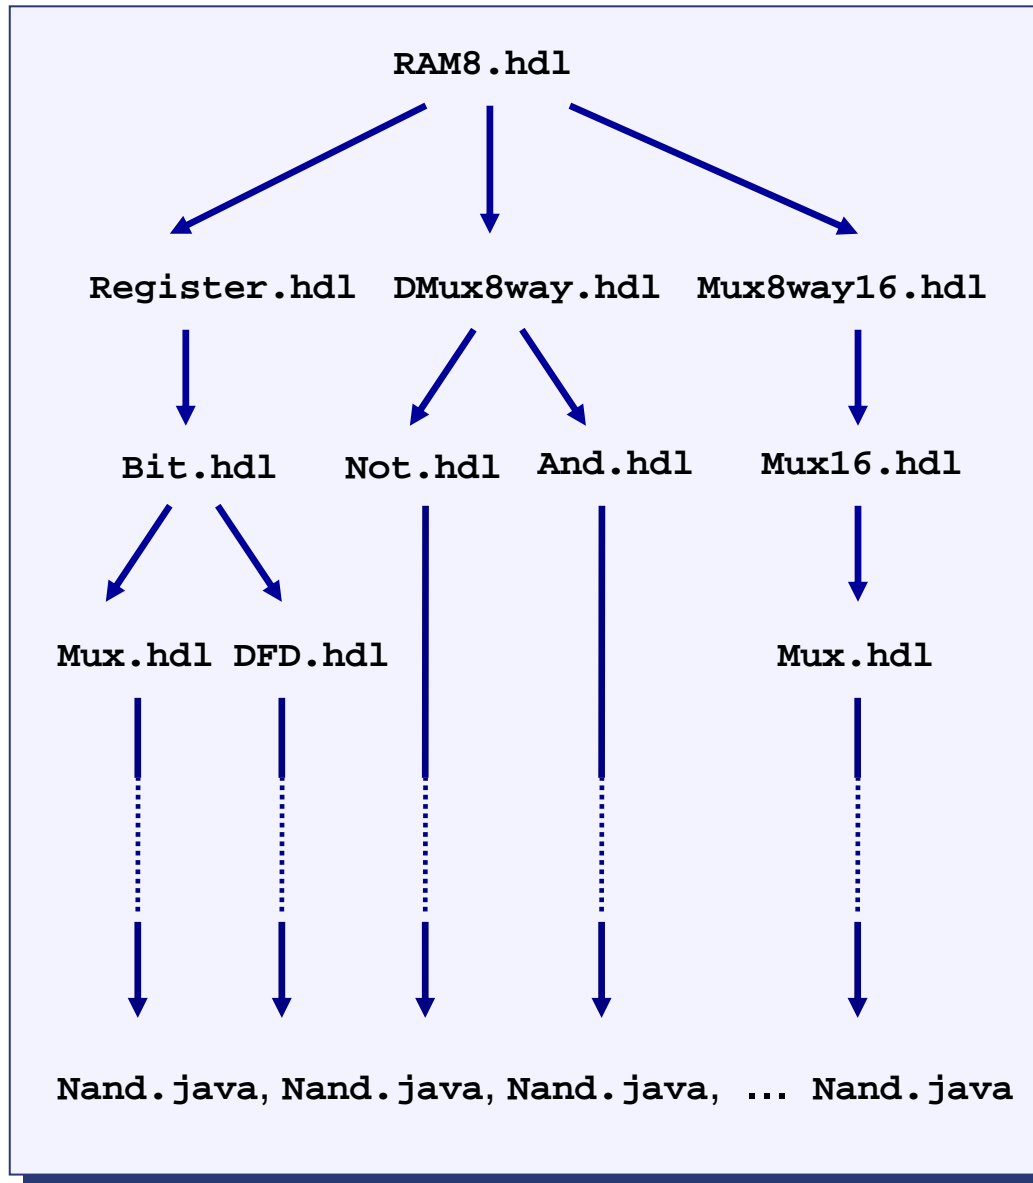 RAM8.hdl
Register.hdl DMux8way.hdl Mux8way16.hdl
Bit.hdl Not.hdl And.hdl Mux16.hdl
Mux.hdl DFD.hdl Mux.hdl
Nand.java, Nand.java, Nand.java, ... Nand.java